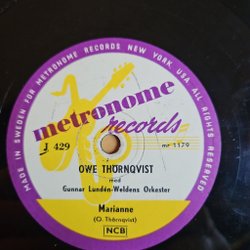 MADE IN SWEDEN FOR METRONOME RECORDS NEW YORK USA ALL RIGHTS RESERVED
metronome
records
J 429
mr 1179
OWE THÖRNQVIST
med
Gunnar Lundén-Weldens Orkester
Marianne
(O. Thörnqvist)
NCB